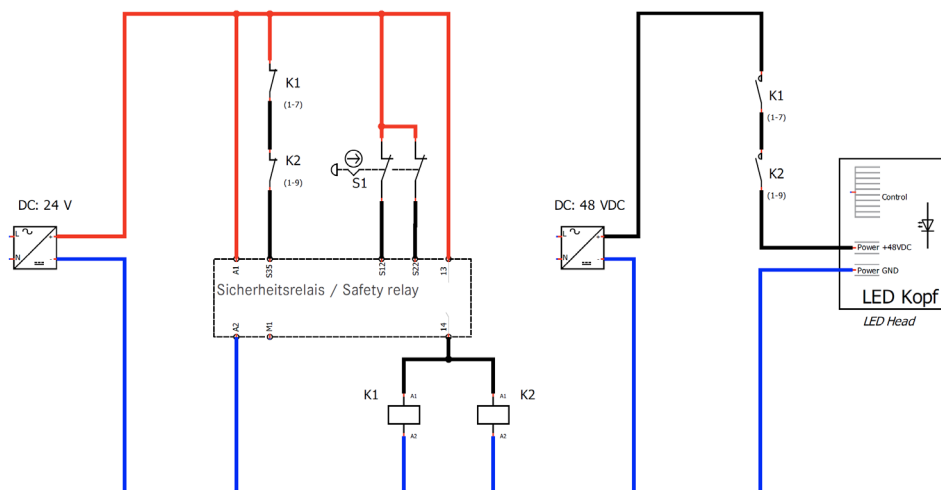 K1
(1-7)
K2
(1-9)
S1
DC: 24 V
L
N
+
-
A1
S35
S12
S22
13
Sicherheitsrelais / Safety relay
A2
M1
14
K1
A1
A2
K2
A1
A2
DC: 48 VDC
L
N
+
-
K1
(1-7)
K2
(1-9)
Control
Power +48VDC
Power GND
LED Kopf
LED Head